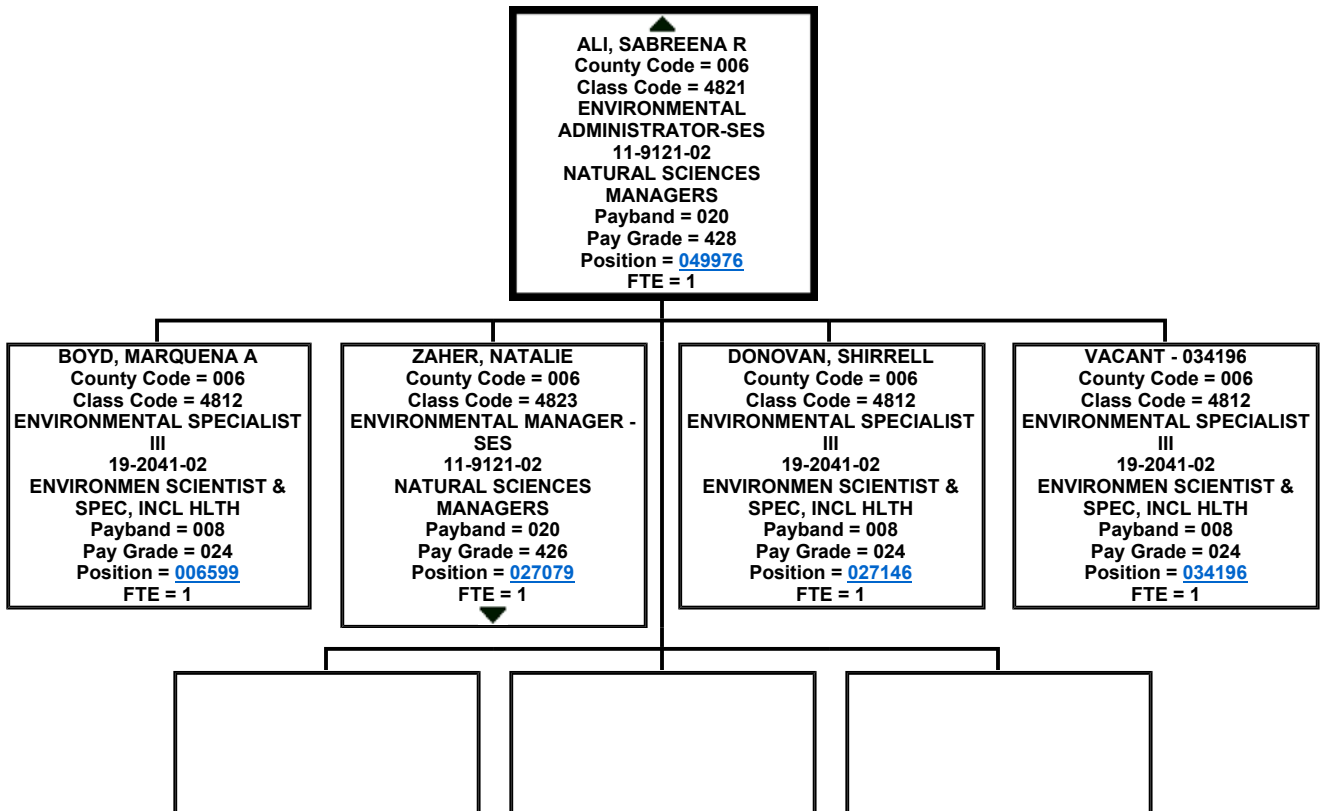 ALI, SABREENA R
County Code = 006
Class Code = 4821
ENVIRONMENTAL
ADMINISTRATOR-SES
11-9121-02
NATURAL SCIENCES
MANAGERS
Payband = 020
Pay Grade = 428
Position = 049976
FTE = 1
BOYD, MARQUENA A
County Code = 006
Class Code = 4812
ENVIRONMENTAL SPECIALIST
III
19-2041-02
ENVIRONMEN SCIENTIST &
SPEC, INCL HLTH
Payband = 008
Pay Grade = 024
Position = 006599
FTE = 1
ZAHER, NATALIE
County Code = 006
Class Code = 4823
ENVIRONMENTAL MANAGER -
SES
11-9121-02
NATURAL SCIENCES
MANAGERS
Payband = 020
Pay Grade = 426
Position = 027079
FTE = 1
DONOVAN, SHIRRELL
County Code = 006
Class Code = 4812
ENVIRONMENTAL SPECIALIST
III
19-2041-02
ENVIRONMEN SCIENTIST &
SPEC, INCL HLTH
Payband = 008
Pay Grade = 024
Position = 027146
FTE = 1
VACANT - 034196
County Code = 006
Class Code = 4812
ENVIRONMENTAL SPECIALIST
III
19-2041-02
ENVIRONMEN SCIENTIST &
SPEC, INCL HLTH
Payband = 008
Pay Grade = 024
Position = 034196
FTE = 1